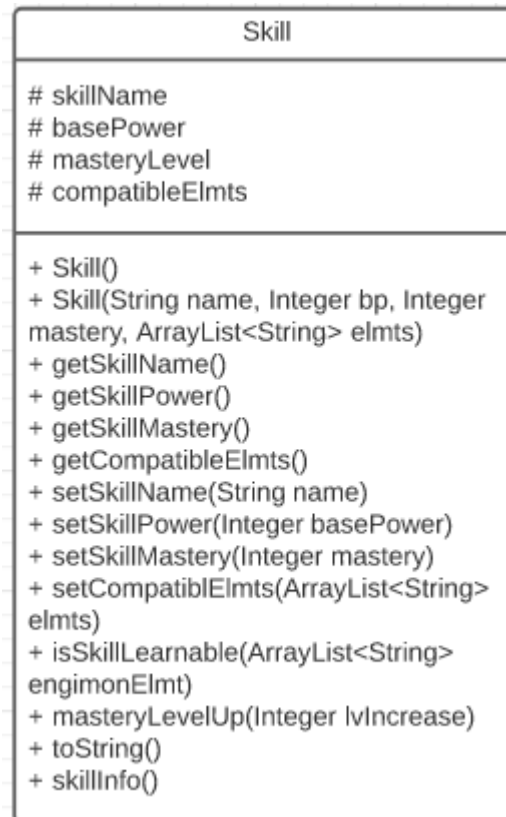 Skill
# skillName
# basePower
# masteryLevel
# compatibleElmts
+ Skill()
+ Skill(String name, Integer bp, Integer
mastery, ArrayList<String> elmts)
+ getSkillName()
+ getSkillPower()
+ getSkillMastery()
+ getCompatibleElmts()
+ setSkillName(String name)
+ setSkillPower(Integer basePower)
+ setSkillMastery(Integer mastery)
+ setCompatiblElmts(ArrayList<String>
elmts)
+ isSkillLearnable(ArrayList<String>
engimonElmt)
+ masteryLevelUp(Integer lvIncrease)
+ toString()
+ skillInfo()